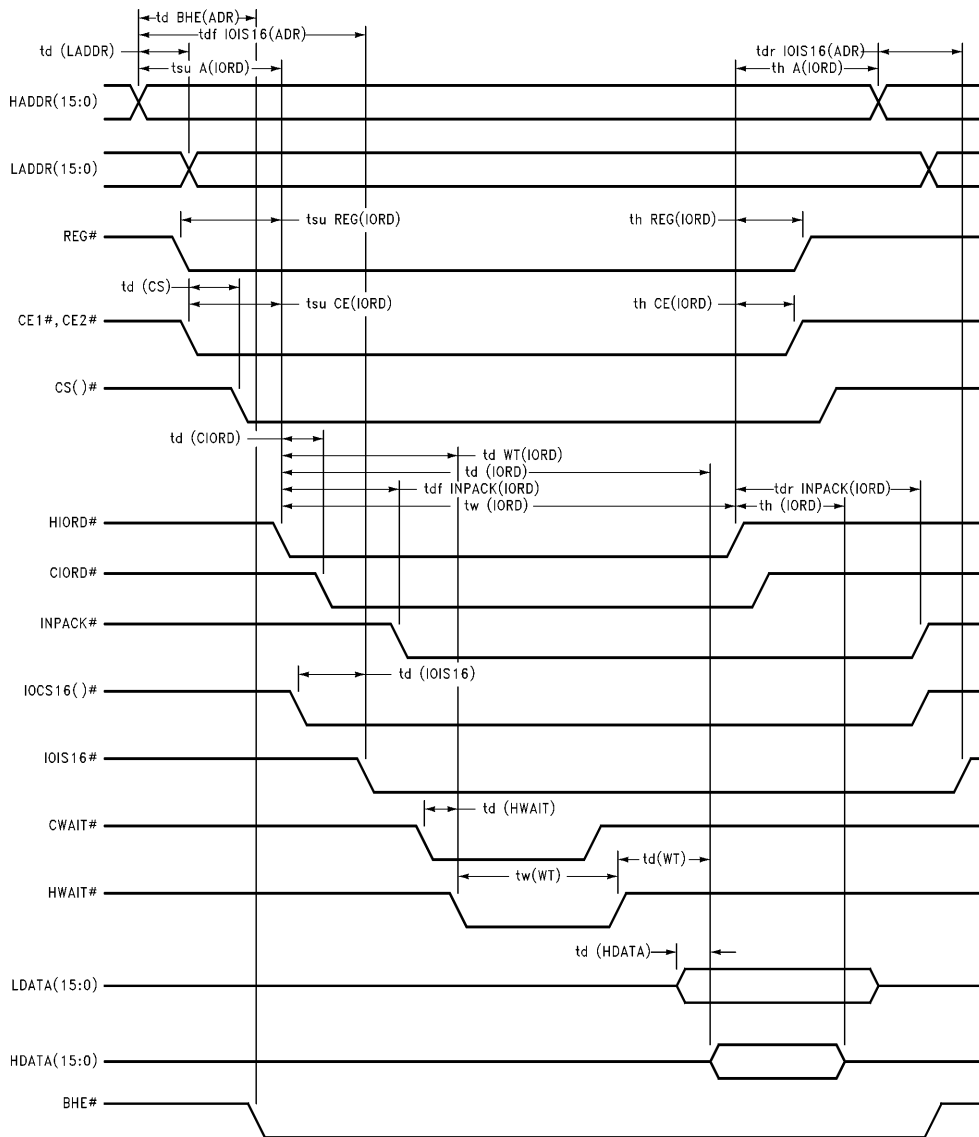 td BHE(ADR)
tdf IOIS16(ADR)
td (LADDR)
tdr IOIS16(ADR)
tsu A(IORD)
th A(IORD)
HADDR(15:0)
LADDR(15:0)
tsu REG(IORD)
th REG(IORD)
REG#
td (CS)
tsu CE(IORD)
th CE(IORD)
CE1#,CE2#
CS()#
td (CIORD)
td WT(IORD)
td (IORD)
tdf INPACK(IORD)
tdr INPACK(IORD)
tw (IORD)
th (IORD)
HIORD#
CIORD#
INPACK#
td (IOIS16)
IOCS16()#
IOIS16#
td (HWAIT)
CWAIT#
td(WT)
tw(WT)
HWAIT#
td (HDATA)
LDATA(15:0)
HDATA(15:0)
BHE#